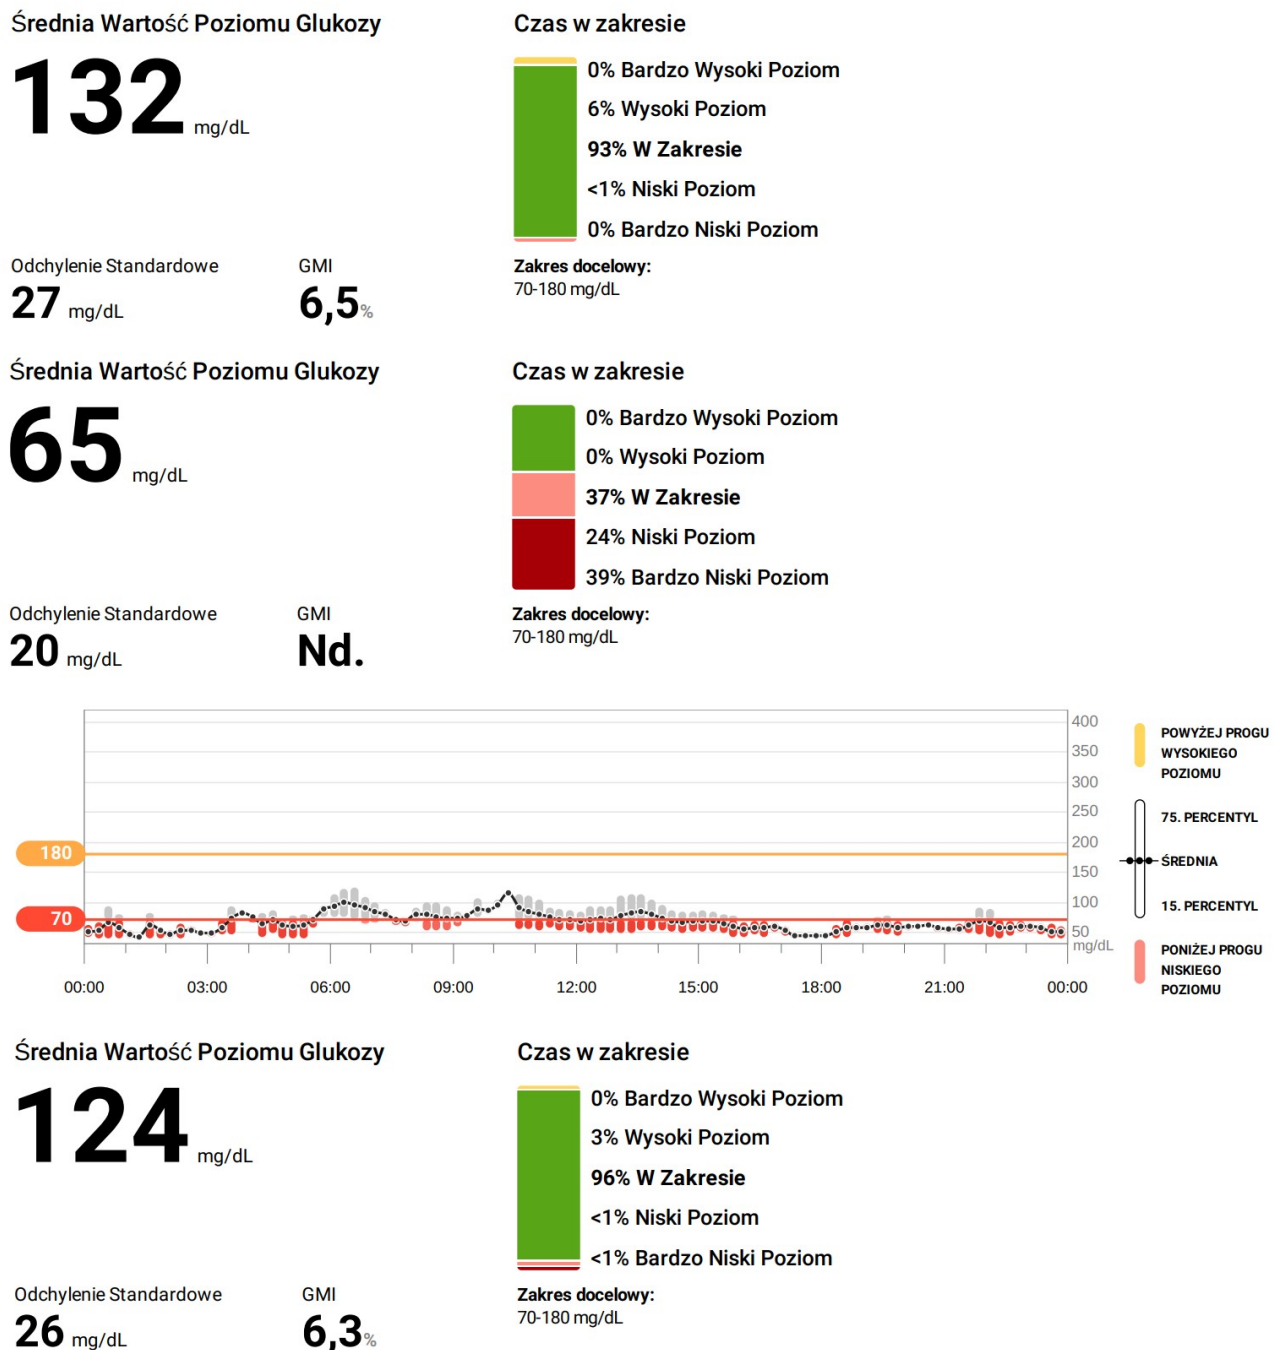 Średnia Wartość Poziomu Glukozy
132 mg/dL
Odchylenie Standardowe
27 mg/dL
GMI
6,5%
Czas w zakresie
0% Bardzo Wysoki Poziom
6% Wysoki Poziom
93% W Zakresie
<1% Niski Poziom
0% Bardzo Niski Poziom
Zakres docelowy:
70-180 mg/dL
Średnia Wartość Poziomu Glukozy
65 mg/dL
Odchylenie Standardowe
20 mg/dL
GMI
Nd.
Czas w zakresie
0% Bardzo Wysoki Poziom
0% Wysoki Poziom
37% W Zakresie
24% Niski Poziom
39% Bardzo Niski Poziom
Zakres docelowy:
70-180 mg/dL
180
70
400
350
300
250
200
150
100
50
mg/dL
00:00 03:00 06:00 09:00 12:00 15:00 18:00 21:00 00:00
POWYŻEJ PROGU
WYSOKIEGO
POZIOMU
75. PERCENTYL
ŚREDNIA
15. PERCENTYL
PONIŻEJ PROGU
NISKIEGO
POZIOMU
Średnia Wartość Poziomu Glukozy
124 mg/dL
Odchylenie Standardowe
26 mg/dL
GMI
6,3%
Czas w zakresie
0% Bardzo Wysoki Poziom
3% Wysoki Poziom
96% W Zakresie
<1% Niski Poziom
<1% Bardzo Niski Poziom
Zakres docelowy:
70-180 mg/dL